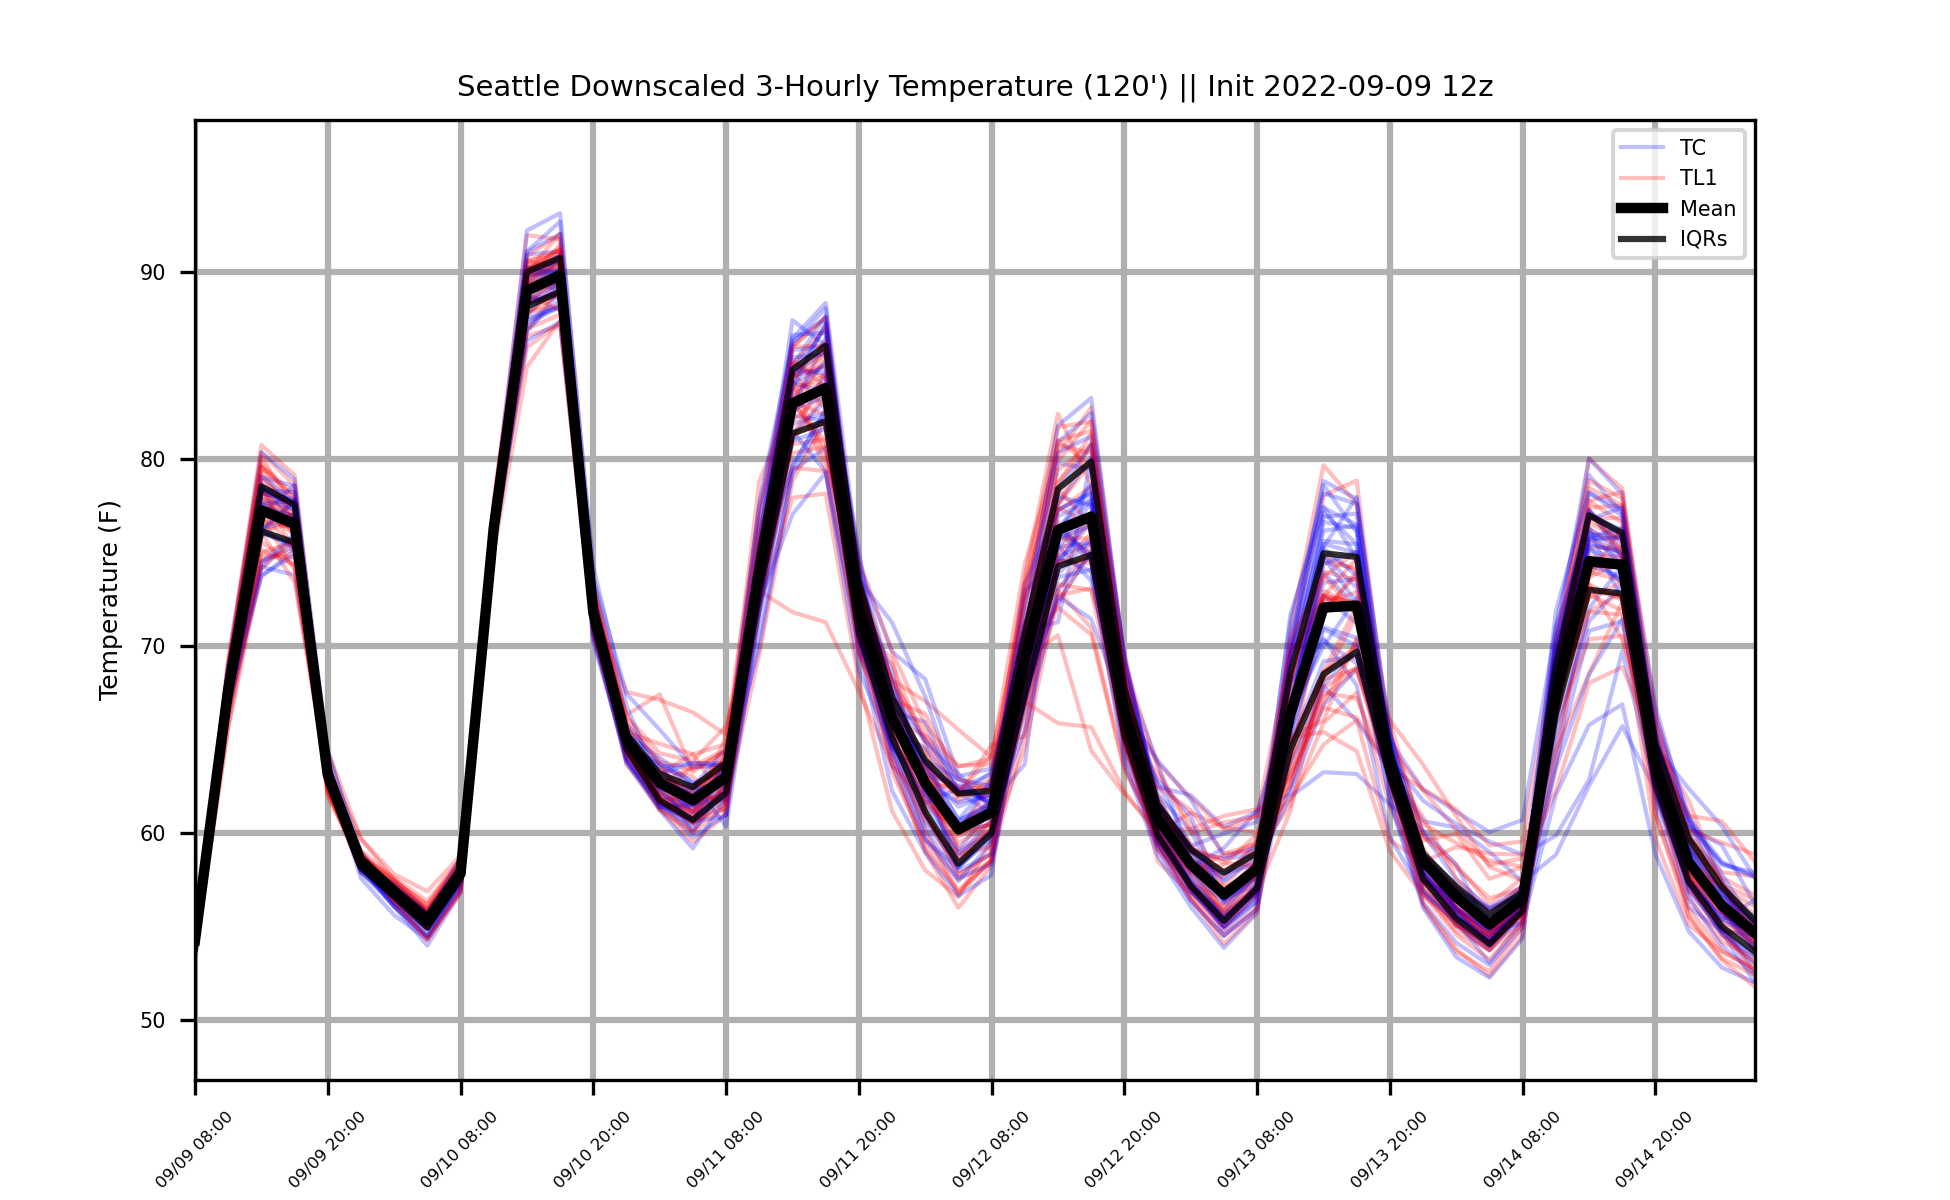 Seattle Downscaled 3-Hourly Temperature (120') || Init 2022-09-09 12z
TC
TL1
Mean
IQRs
Temperature (F)
90
80
70
60
50
09/09 08:00
09/09 20:00
09/10 08:00
09/10 20:00
09/11 08:00
09/11 20:00
09/12 08:00
09/12 20:00
09/13 08:00
09/13 20:00
09/14 08:00
09/14 20:00